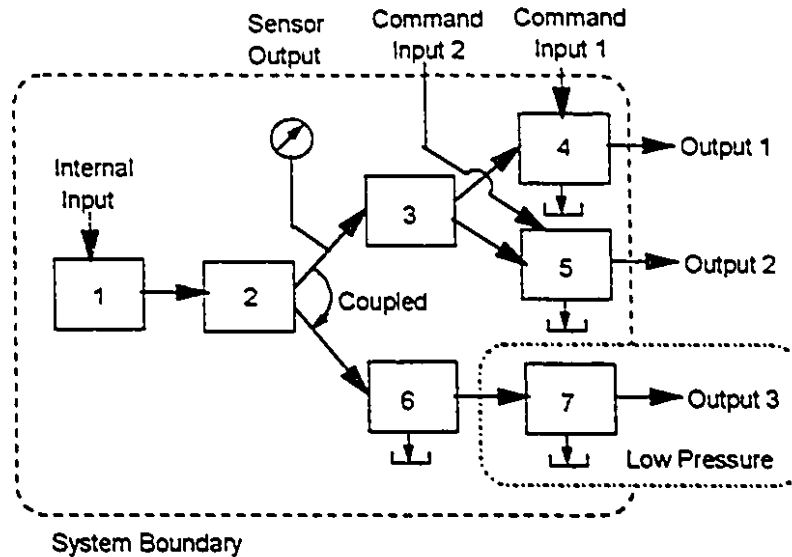 Sensor
Output
Command
Input 2
Command
Input 1
Internal
Input
1
2
3
4
5
6
7
Coupled
Output 1
Output 2
Output 3
Low Pressure
System Boundary